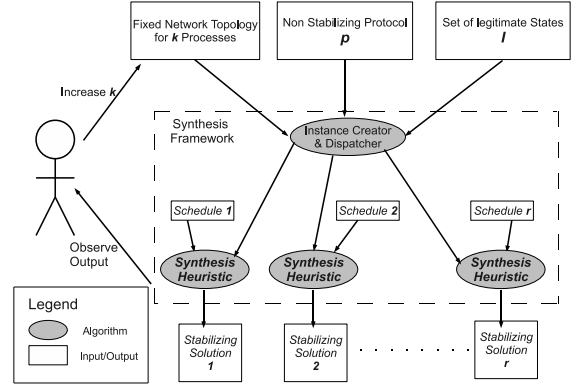 Fixed Network Topology
for k Processes
Non Stabilizing Protocol
p
Set of legitimate States
I
Increase k
Synthesis
Framework
Instance Creator
& Dispatcher
Schedule 1
Schedule 2
Schedule r
Observe
Output
Synthesis
Heuristic
Synthesis
Heuristic
Synthesis
Heuristic
Legend
Algorithm
Input/Output
Stabilizing
Solution
1
Stabilizing
Solution
2
. . . . . . . . . .
Stabilizing
Solution
r